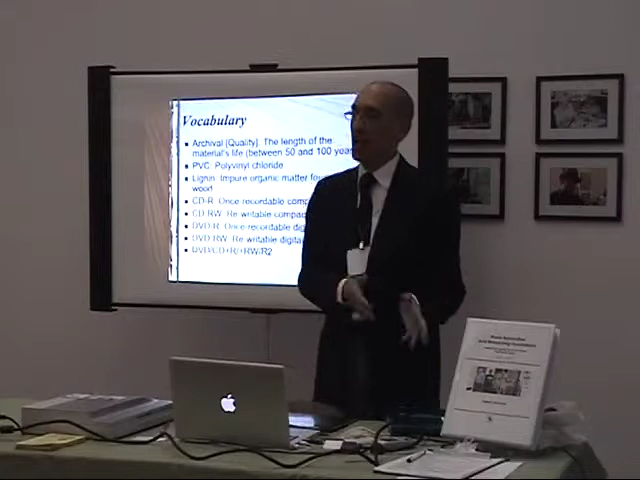 Vocabulary
Archival [Quality]: The length of the
material's life (between 50 and 100 year
PVC: Polyvinyl chloride
Lignin: Impure organic matter fou
wood
CD-R: Once recordable comp
CD-RW: Re writable compac
DVD-R: Once recordable dig
DVD-RW: Re writable digita
DVD/CD+R/+RW/R2